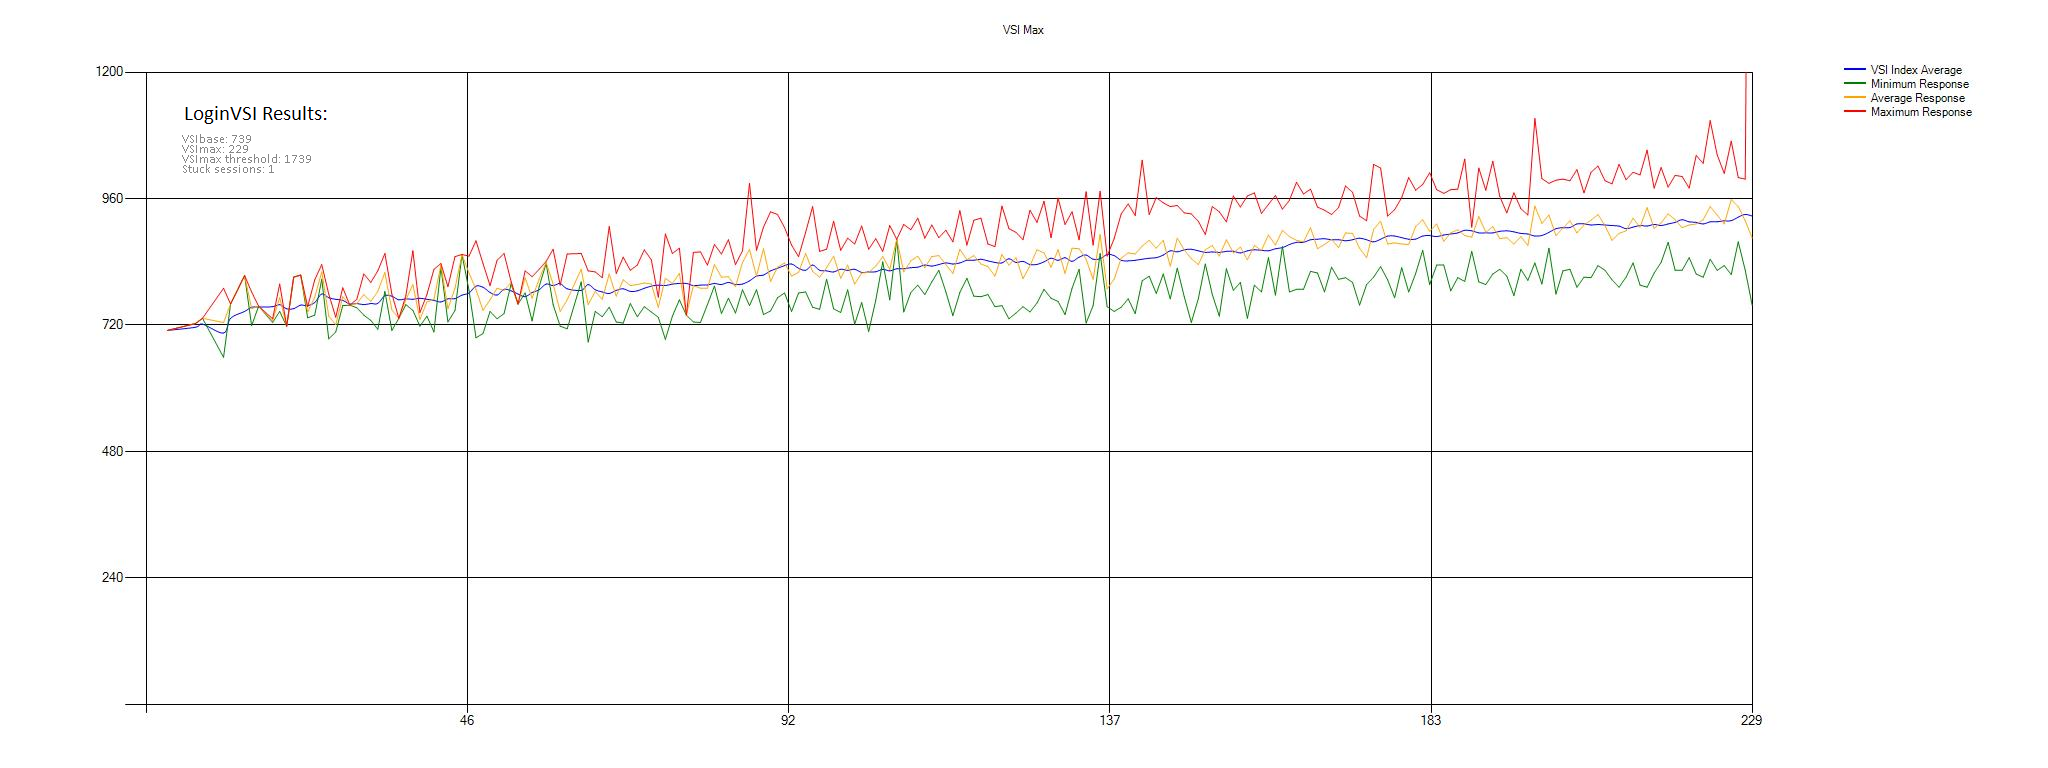 VSI Max
1200
960
720
480
240
LoginVSI Results:
VSIbase: 739
VSImax: 229
VSImax threshold: 1739
Stuck sessions: 1
VSI Index Average
Minimum Response
Average Response
Maximum Response
46
92
137
183
229